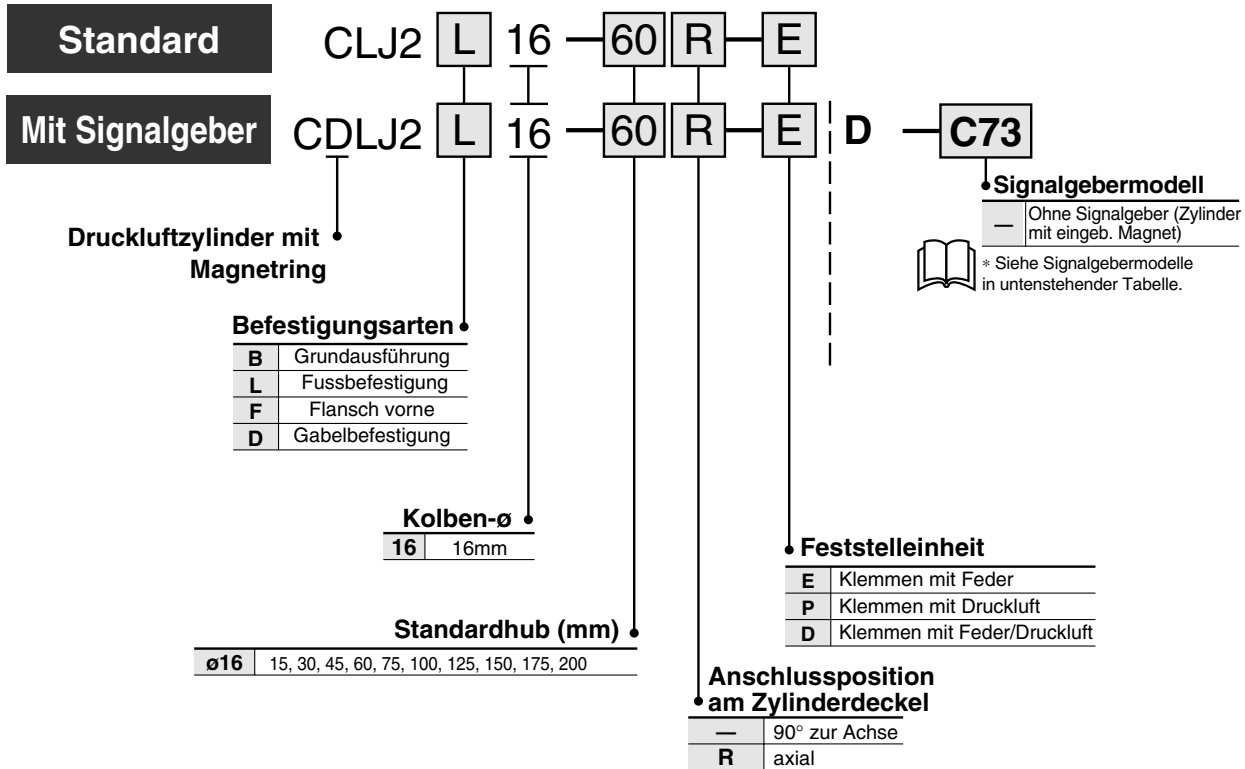 Standard CLJ2 L 16 — 60 R — E
Mit Signalgeber CDLJ2 L 16 — 60 R — E D — C73
Signalgebermodell
— Ohne Signalgeber (Zylinder
mit eingeb. Magnet)
* Siehe Signalgebermodelle
in untenstehender Tabelle.
Druckluftzylinder mit
Magnetring
Befestigungsarten
B Grundausführung
L Fussbefestigung
F Flansch vorne
D Gabelbefestigung
Kolben-ø
16 16mm
Feststelleinheit
E Klemmen mit Feder
P Klemmen mit Druckluft
D Klemmen mit Feder/Druckluft
Standardhub (mm)
ø16 15, 30, 45, 60, 75, 100, 125, 150, 175, 200
Anschlussposition
am Zylinderdeckel
— 90° zur Achse
R axial